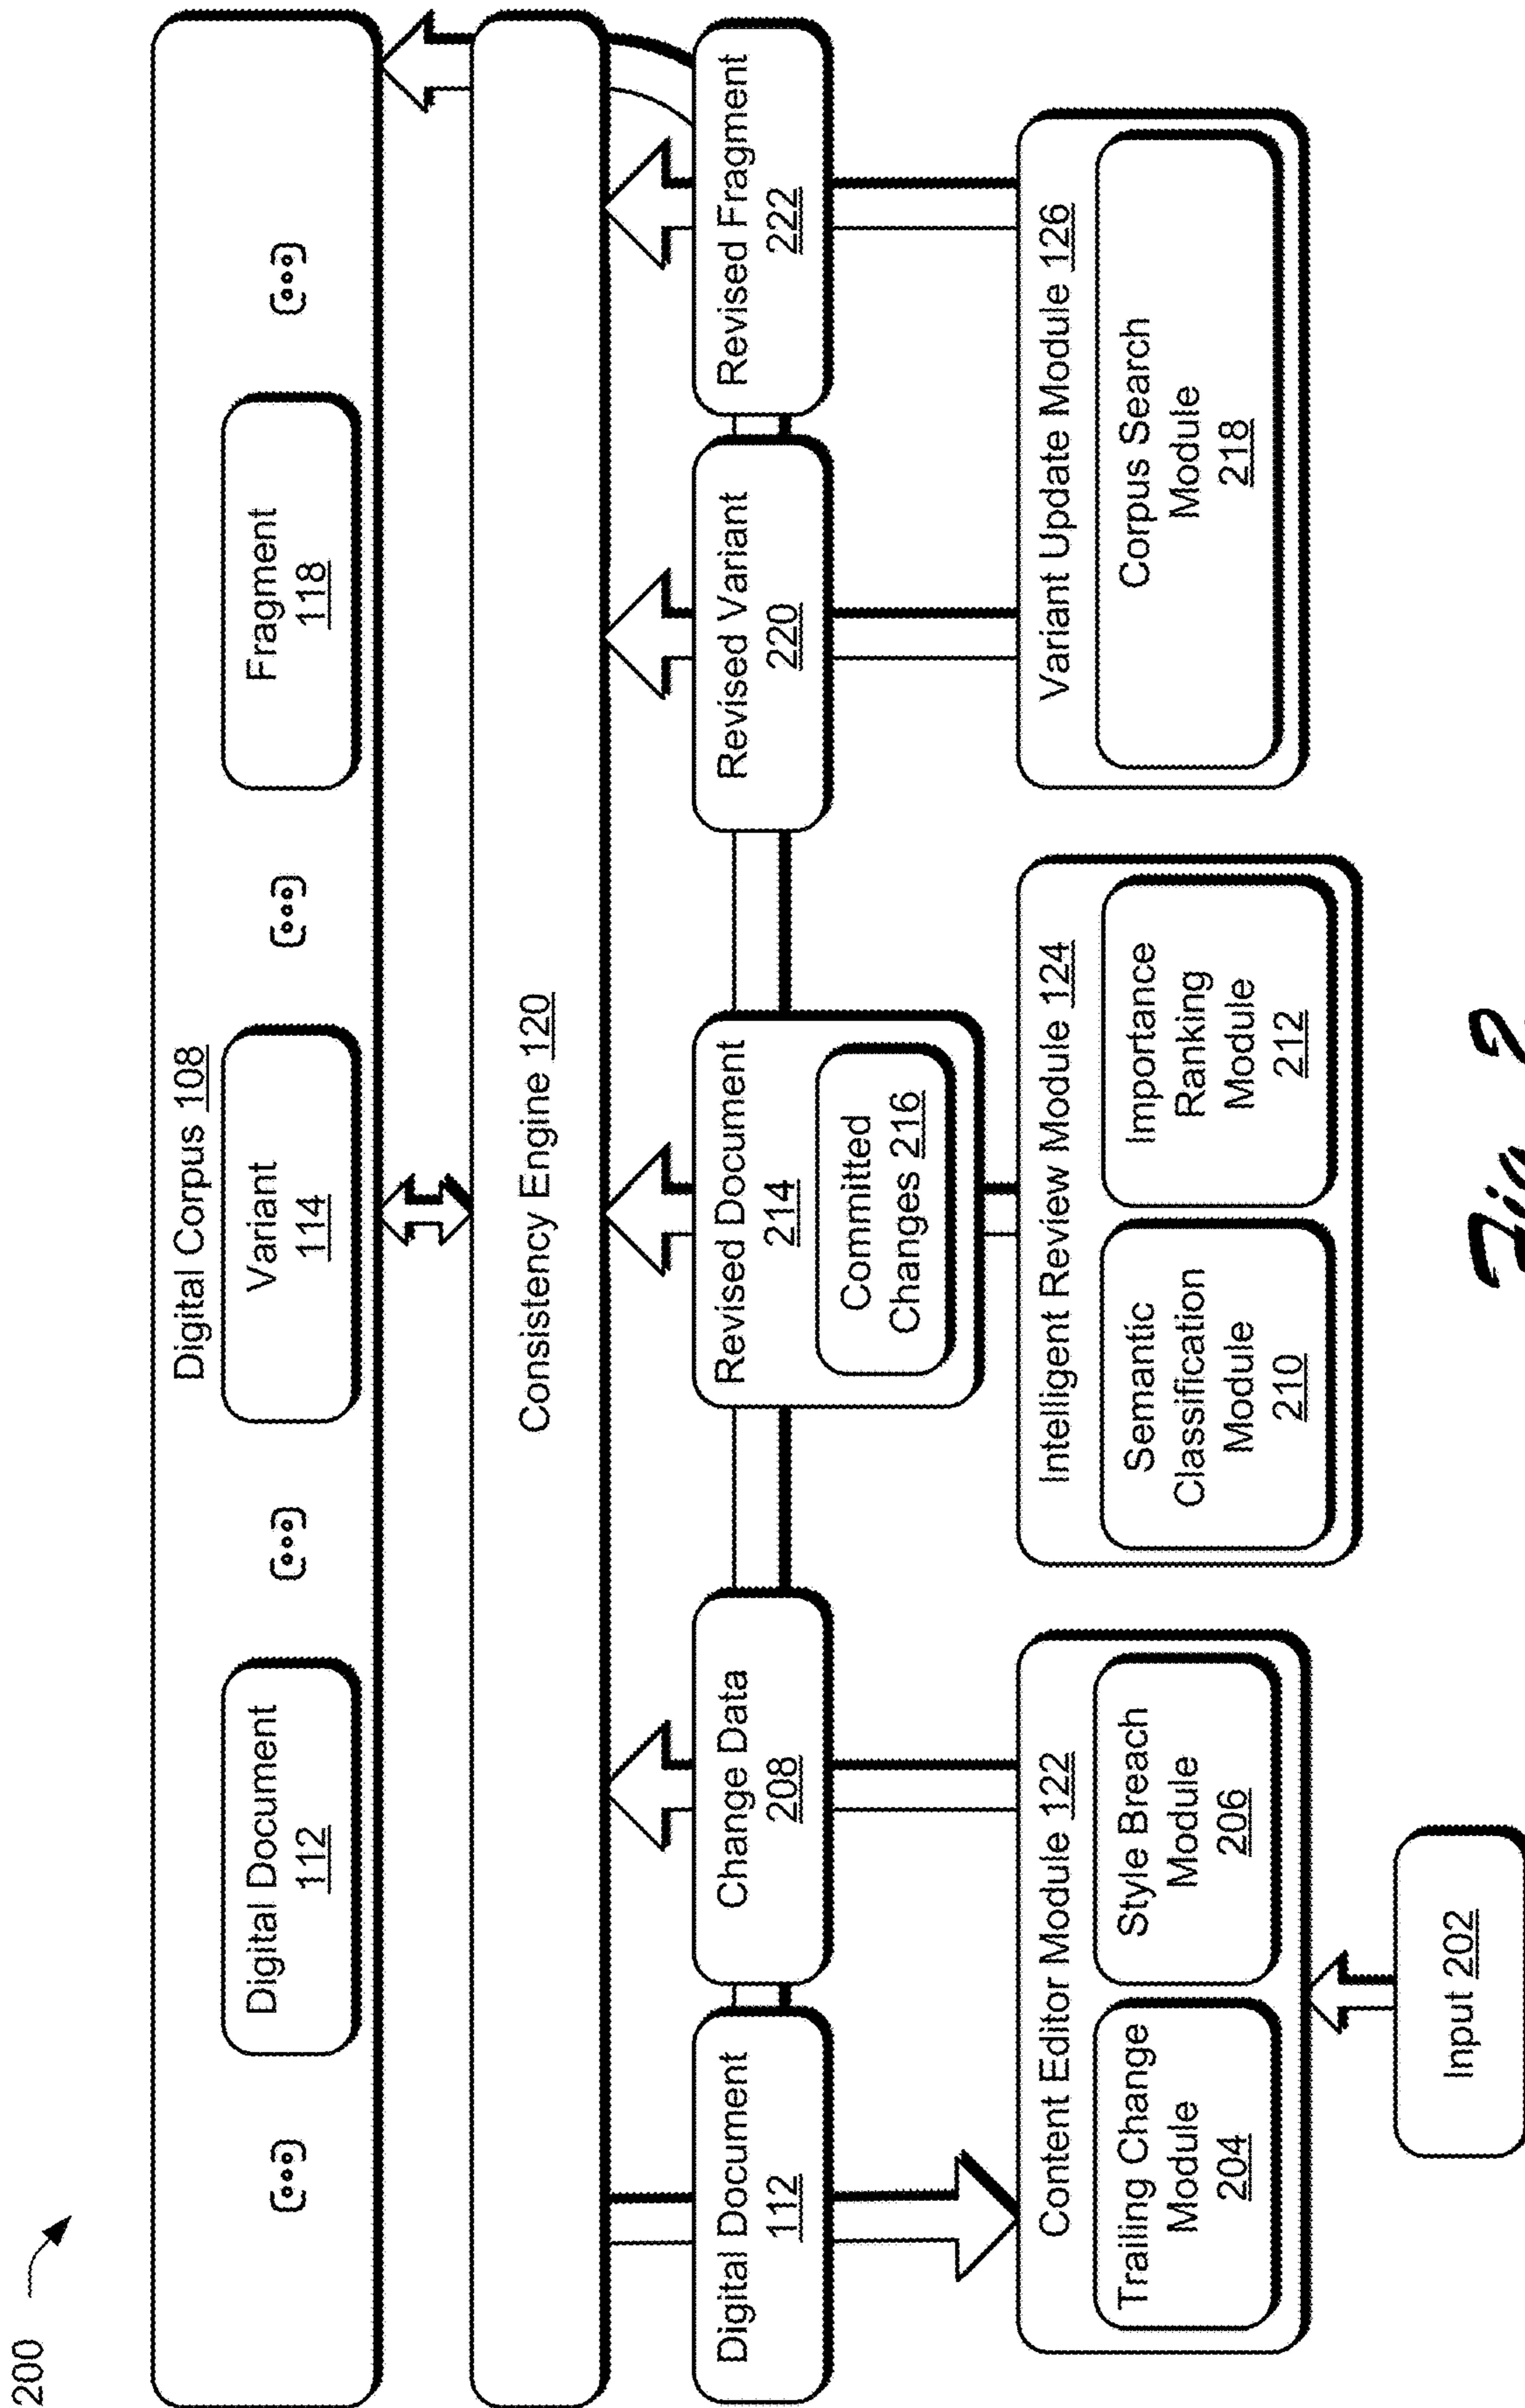 200
Digital Corpus 108
Digital Document
112
Variant
114
Fragment
118
Consistency Engine 120
Digital Document
112
Change Data
208
Revised Document
214
Committed
Changes 216
Revised Variant
220
Revised Fragment
222
Content Editor Module 122
Trailing Change
Module
204
Style Breach
Module
206
Intelligent Review Module 124
Semantic
Classification
Module
210
Importance
Ranking
Module
212
Variant Update Module 126
Corpus Search
Module
218
Input 202
Fig. 2